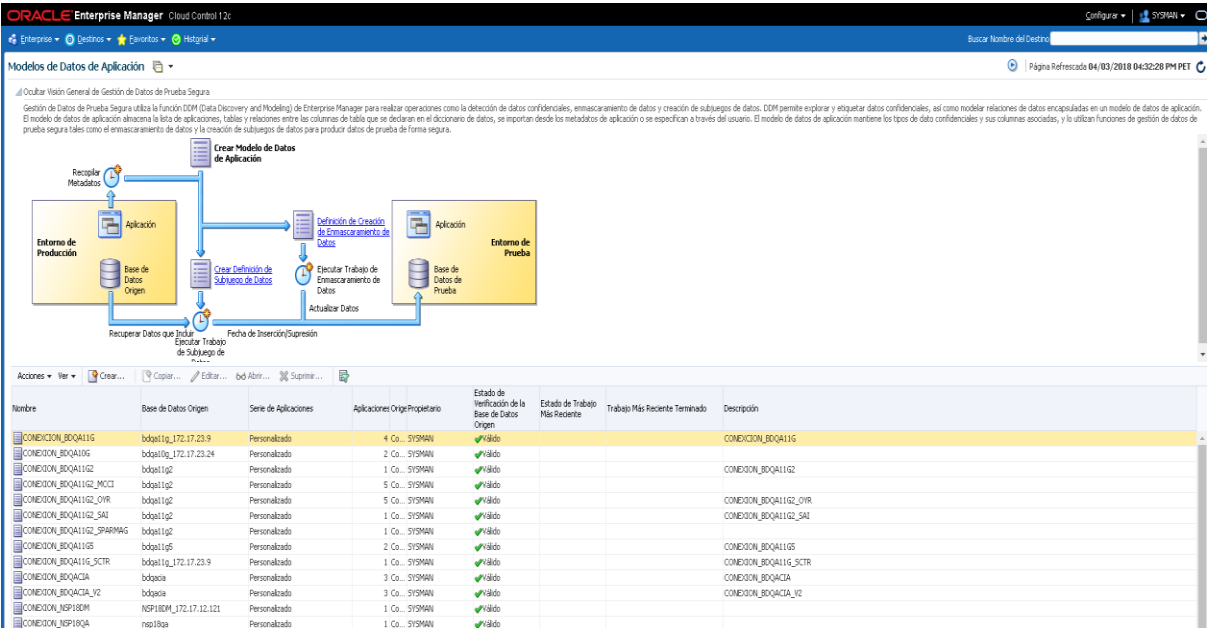 ORACLE Enterprise Manager Cloud Control 12c
Configurar SYSMAN
Enterprise Destinos Favoritos Historial
Buscar Nombre del Destino
Modelos de Datos de Aplicación
Página Refrescada 04/03/2018 04:32:28 PM PET
Ocultar Visión General de Gestión de Datos de Prueba Segura
Gestión de Datos de Prueba Segura utiliza la función DDM (Data Discovery and Modeling) de Enterprise Manager para realizar operaciones como la detección de datos confidenciales, enmascaramiento de datos y creación de subjuegos de datos. DDM permite explorar y etiquetar datos confidenciales, así como modelar relaciones de datos encapsuladas en un modelo de datos de aplicación.
El modelo de datos de aplicación almacena la lista de aplicaciones, tablas y relaciones entre las columnas de tabla que se declaran en el diccionario de datos, se importan desde los metadatos de aplicación o se especifican a través del usuario. El modelo de datos de aplicación mantiene los tipos de dato confidenciales y sus columnas asociadas, y lo utilizan funciones de gestión de datos de
prueba segura tales como el enmascaramiento de datos y la creación de subjuegos de datos para producir datos de prueba de forma segura.
Crear Modelo de Datos
de Aplicación
Recopilar
Metadatos
Aplicación
Entorno de
Producción
Base de
Datos
Origen
Crear Definición de
Subjuego de Datos
Definición de Creación
de Enmascaramiento de
Datos
Ejecutar Trabajo de
Enmascaramiento de
Datos
Actualizar Datos
Aplicación
Entorno de
Prueba
Base de
Datos de
Prueba
Recuperar Datos que Incluir
Fecha de Inserción/Supresión
Ejecutar Trabajo
de Subjuego de
Acciones Ver Crear... Copiar... Editar... Abrir... Suprimir...
Nombre Base de Datos Origen Serie de Aplicaciones Aplicaciones Orige Propietario Estado de Verificación de la Base de Datos Origen Estado de Trabajo Más Reciente Trabajo Más Reciente Terminado Descripción
CONEXCION_BDQA11G bdqa11g_172.17.23.9 Personalizado 4 Co... SYSMAN Válido CONEXCION_BDQA11G
CONEXION_BDQA10G bdqa10g_172.17.23.24 Personalizado 2 Co... SYSMAN Válido
CONEXION_BDQA11G2 bdqa11g2 Personalizado 1 Co... SYSMAN Válido CONEXION_BDQA11G2
CONEXION_BDQA11G2_MCCI bdqa11g2 Personalizado 5 Co... SYSMAN Válido
CONEXION_BDQA11G2_OYR bdqa11g2 Personalizado 5 Co... SYSMAN Válido CONEXION_BDQA11G2_OYR
CONEXION_BDQA11G2_SAI bdqa11g2 Personalizado 1 Co... SYSMAN Válido CONEXION_BDQA11G2_SAI
CONEXION_BDQA11G2_SPARMAG bdqa11g2 Personalizado 1 Co... SYSMAN Válido
CONEXION_BDQA11G5 bdqa11g5 Personalizado 2 Co... SYSMAN Válido CONEXION_BDQA11G5
CONEXION_BDQA11G_SCTR bdqa11g_172.17.23.9 Personalizado 1 Co... SYSMAN Válido CONEXION_BDQA11G_SCTR
CONEXION_BDQACIA bdqacia Personalizado 3 Co... SYSMAN Válido CONEXION_BDQACIA
CONEXION_BDQACIA_V2 bdqacia Personalizado 3 Co... SYSMAN Válido CONEXION_BDQACIA_V2
CONEXION_NSP18DM NSP18DM_172.17.12.121 Personalizado 1 Co... SYSMAN Válido
CONEXION_NSP18QA nsp18qa Personalizado 1 Co... SYSMAN Válido